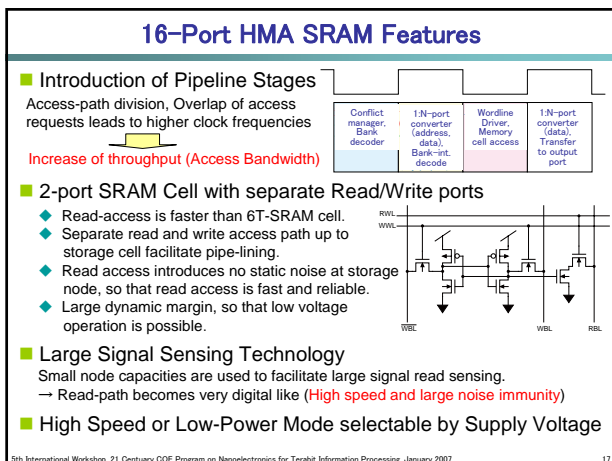 16-Port HMA SRAM Features
Introduction of Pipeline Stages
Access-path division, Overlap of access
requests leads to higher clock frequencies
Increase of throughput (Access Bandwidth)
Conflict
manager,
Bank
decoder
1:N-port
converter
(address,
data),
Bank-int.
decode
Wordline
Driver,
Memory
cell access
1:N-port
converter
(data),
Transfer
to output
port
2-port SRAM Cell with separate Read/Write ports
Read-access is faster than 6T-SRAM cell.
Separate read and write access path up to
storage cell facilitate pipe-lining.
Read access introduces no static noise at storage
node, so that read access is fast and reliable.
Large dynamic margin, so that low voltage
operation is possible.
RWL
WWL
WBL
WBL
RBL
Large Signal Sensing Technology
Small node capacities are used to facilitate large signal read sensing.
→ Read-path becomes very digital like (High speed and large noise immunity)
High Speed or Low-Power Mode selectable by Supply Voltage
5th International Workshop, 21 Centuary COE Program on Nanoelectronics for Terabit Information Processing, January 2007
17